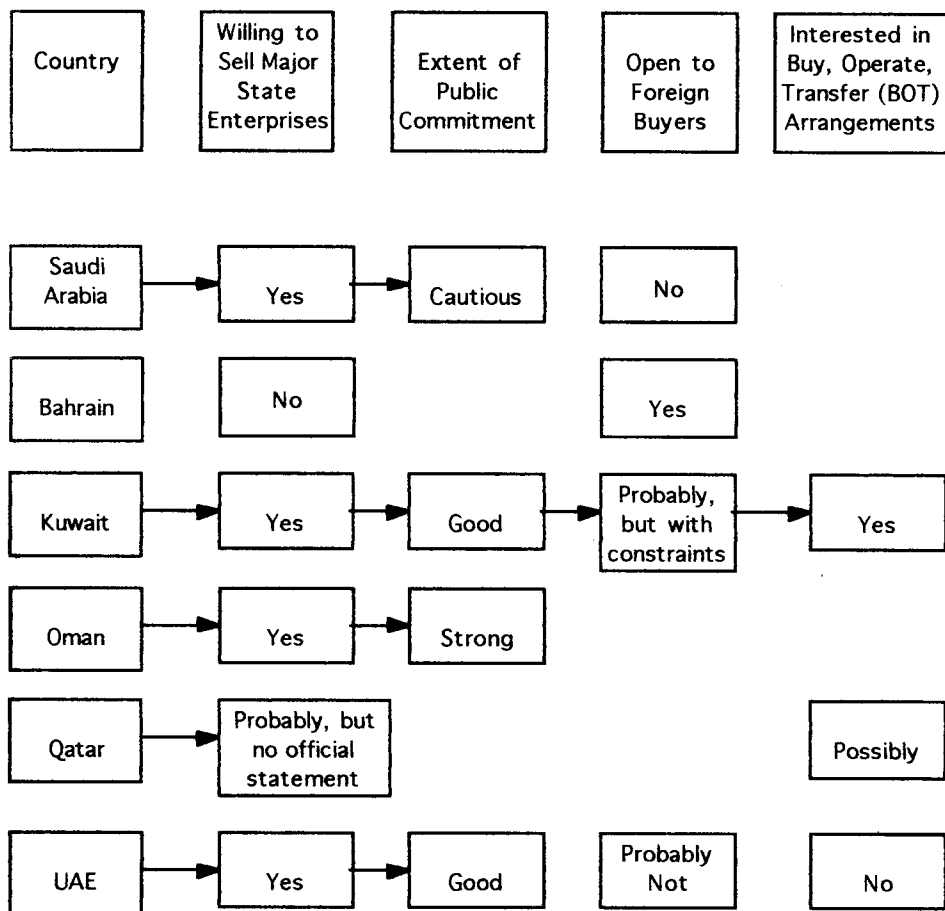 Country
Willing to
Sell Major
State
Enterprises
Extent of
Public
Commitment
Open to
Foreign
Buyers
Interested in
Buy, Operate,
Transfer (BOT)
Arrangements
Saudi
Arabia
Yes
Cautious
No
Bahrain
No
Yes
Kuwait
Yes
Good
Probably,
but with
constraints
Yes
Oman
Yes
Strong
Qatar
Probably, but
no official
statement
Possibly
UAE
Yes
Good
Probably
Not
No